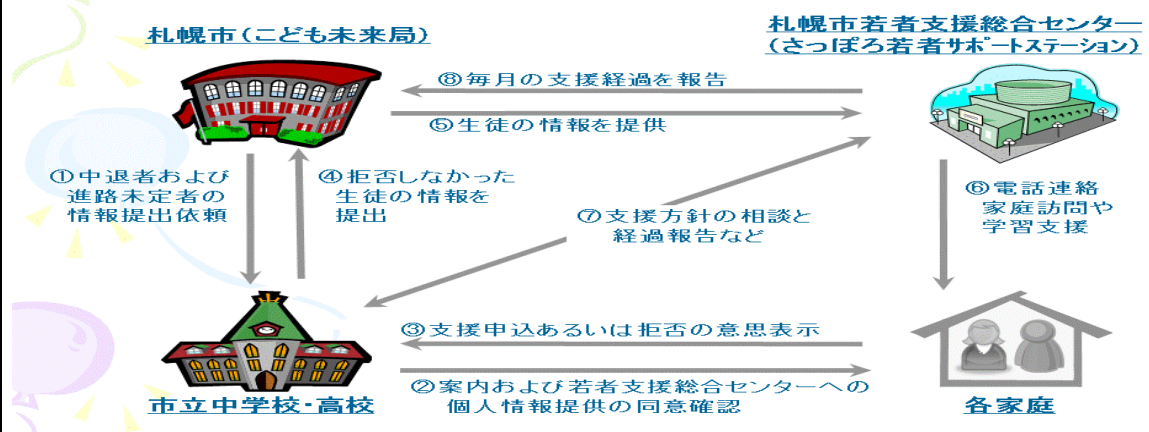 札幌市(こども未来局)
札幌市若者支援総合センター
(さっぽろ若者サポートステーション)
⑧毎月の支援経過を報告
⑤生徒の情報を提供
①中退者および
進路未定者の
情報提出依頼
④拒否しなかった
生徒の情報を
提出
⑦支援方針の相談と
経過報告など
⑥電話連絡
家庭訪問や
学習支援
③支援申込あるいは拒否の意思表示
②案内および若者支援総合センターへの
個人情報提供の同意確認
市立中学校・高校
各家庭